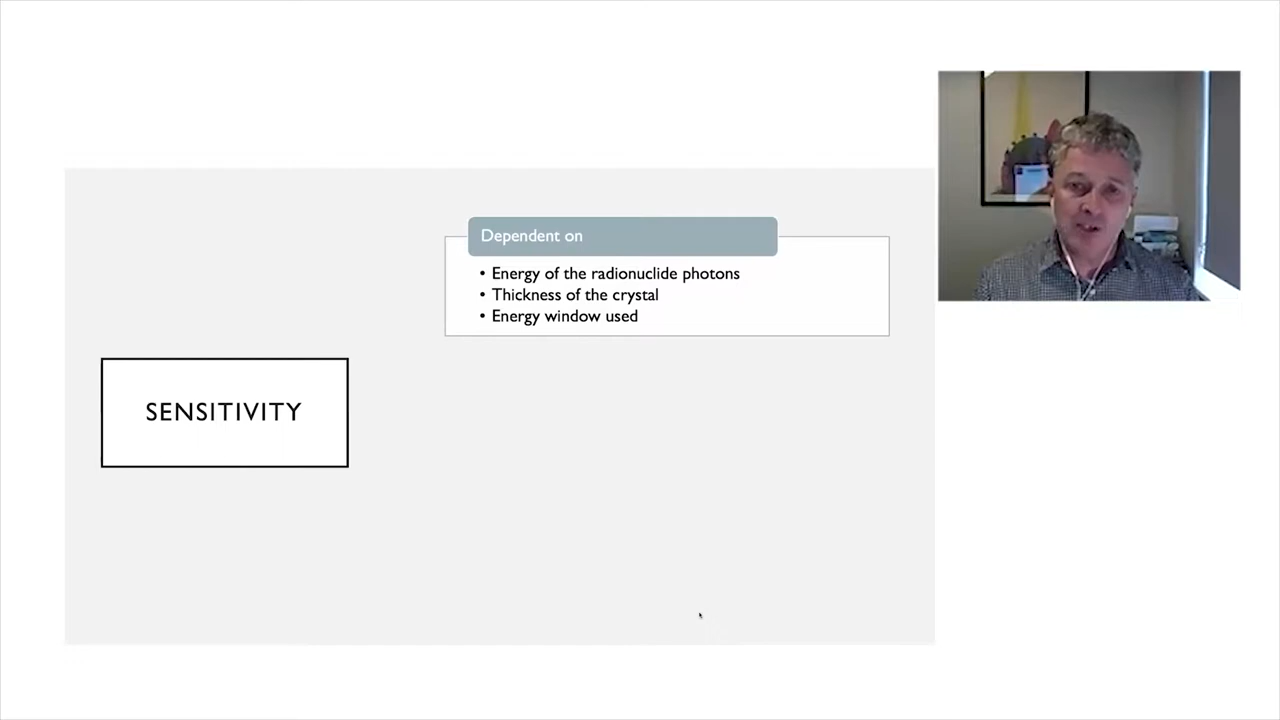 Dependent on
• Energy of the radionuclide photons
• Thickness of the crystal
• Energy window used
SENSITIVITY